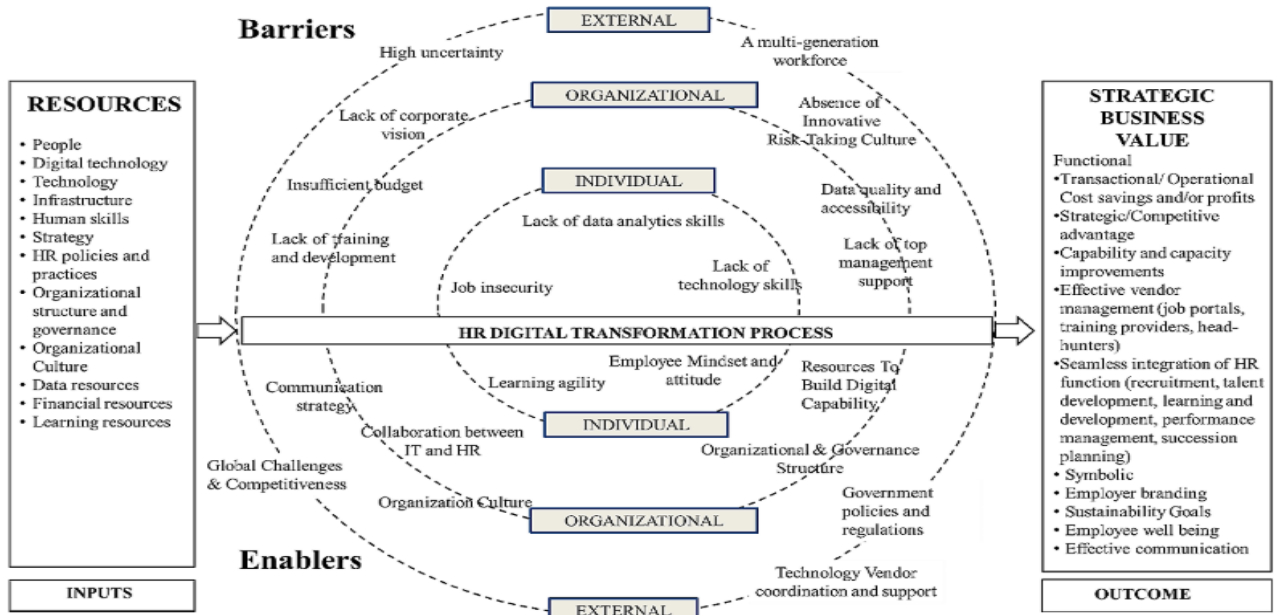 Barriers
EXTERNAL
High uncertainty
A multi-generation
workforce
ORGANIZATIONAL
Lack of corporate
vision
Absence of
Innovative
Risk-Taking Culture
INDIVIDUAL
Insufficient budget
Data quality and
accessibility
Lack of data analytics skills
Lack of training
and development
Lack of top
management
support
Job insecurity
Lack of
technology skills
RESOURCES
• People
• Digital technology
• Technology
• Infrastructure
• Human skills
• Strategy
• HR policies and
practices
• Organizational
structure and
governance
• Organizational
Culture
• Data resources
• Financial resources
• Learning resources
INPUTS
HR DIGITAL TRANSFORMATION PROCESS
Learning agility
Employee Mindset and
attitude
Resources To
Build Digital
Capability
Communication
strategy
INDIVIDUAL
Collaboration between
IT and HR
Organizational & Governance
Structure
Global Challenges
& Competitiveness
Organization Culture
ORGANIZATIONAL
Government
policies and
regulations
Enablers
Technology Vendor
coordination and support
EXTERNAL
STRATEGIC
BUSINESS
VALUE
Functional
•Transactional/ Operational
Cost savings and/or profits
•Strategic/Competitive
advantage
•Capability and capacity
improvements
•Effective vendor
management (job portals,
training providers, head-
hunters)
•Seamless integration of HR
function (recruitment, talent
development, learning and
development, performance
management, succession
planning)
• Symbolic
• Employer branding
• Sustainability Goals
• Employee well being
• Effective communication
OUTCOME